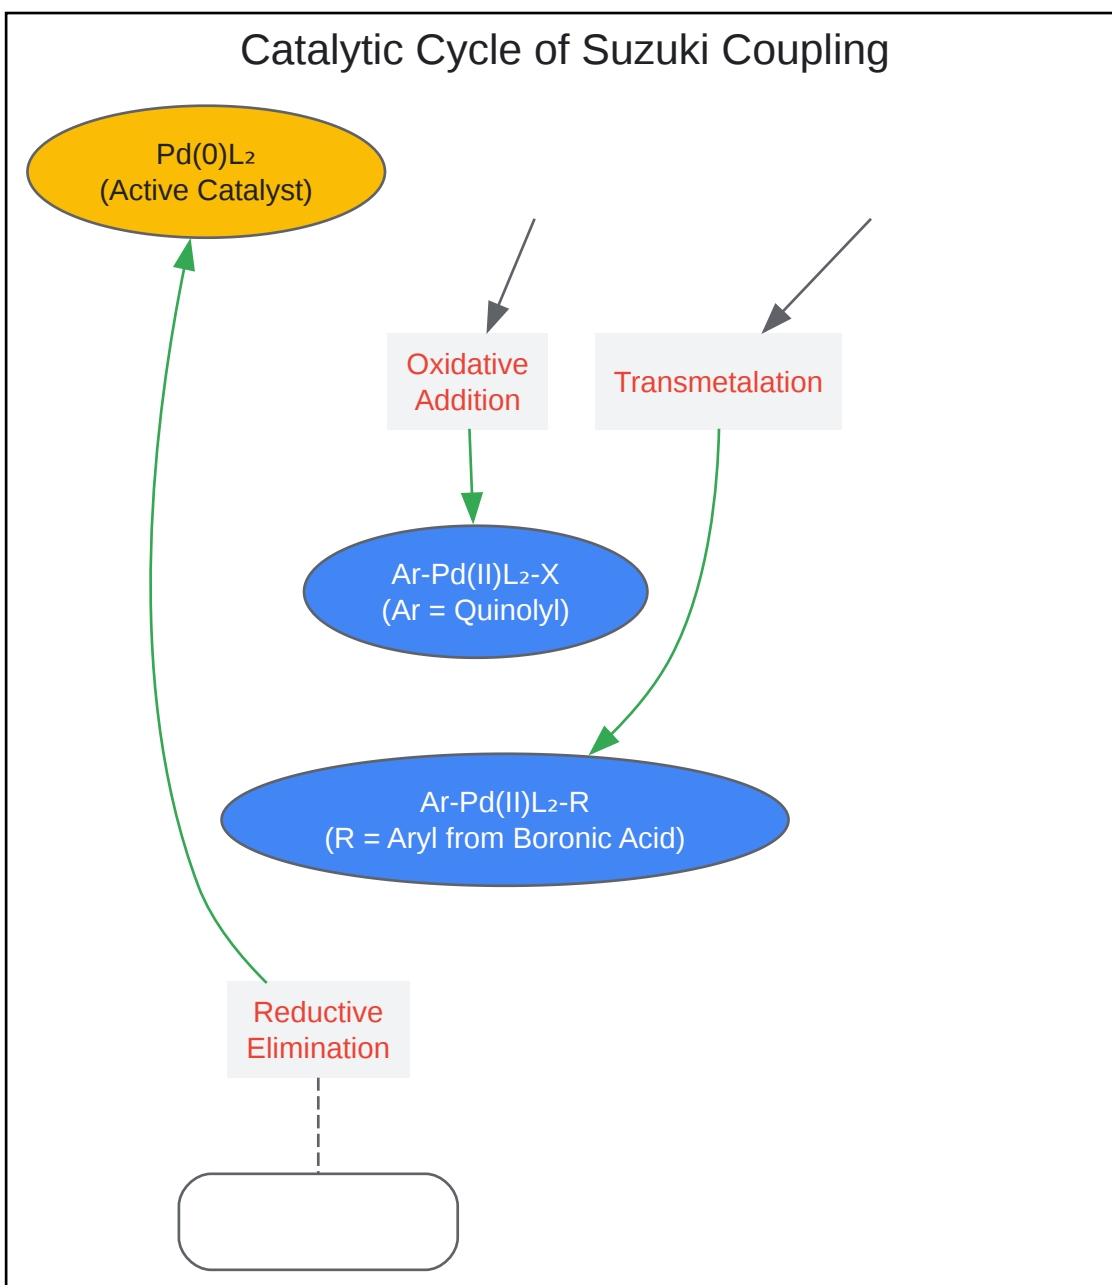 Catalytic Cycle of Suzuki Coupling
Pd(0)L₂
(Active Catalyst)
Oxidative
Addition
Transmetalation
Ar-Pd(II)L₂-X
(Ar = Quinolyl)
Ar-Pd(II)L₂-R
(R = Aryl from Boronic Acid)
Reductive
Elimination